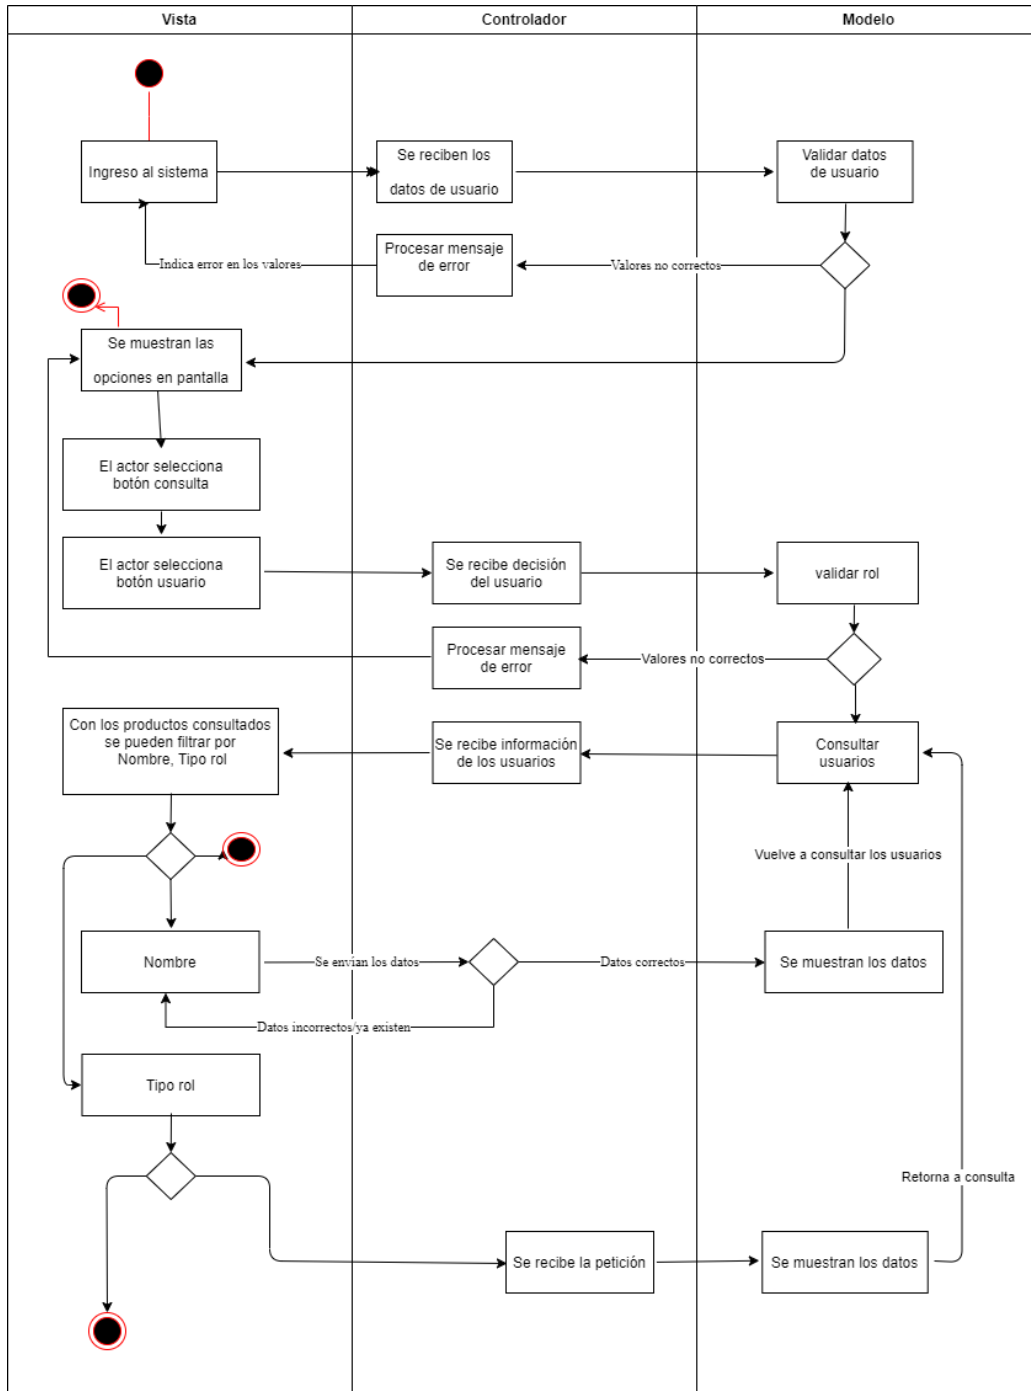 Vista
Controlador
Modelo
Ingreso al sistema
Se reciben los
datos de usuario
Validar datos
de usuario
Procesar mensaje
de error
Indica error en los valores
Valores no correctos
Se muestran las
opciones en pantalla
El actor selecciona
botón consulta
El actor selecciona
botón usuario
Se recibe decisión
del usuario
validar rol
Procesar mensaje
de error
Valores no correctos
Con los productos consultados
se pueden filtrar por
Nombre, Tipo rol
Se recibe información
de los usuarios
Consultar
usuarios
Vuelve a consultar los usuarios
Nombre
Se envian los datos
Datos correctos
Se muestran los datos
Datos incorrectos/ya existen
Tipo rol
Retorna a consulta
Se recibe la petición
Se muestran los datos